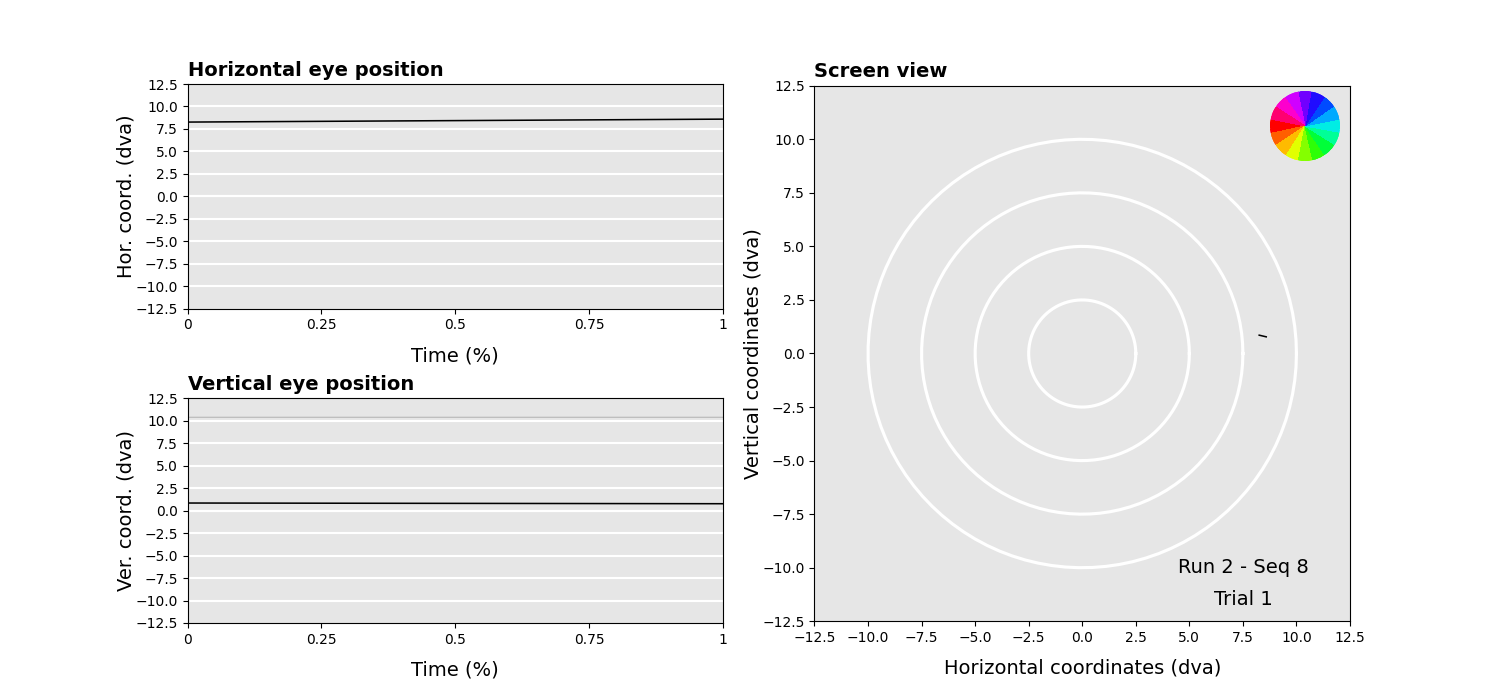 Horizontal eye position
12.5
10.0
7.5
5.0
2.5
0.0
−2.5
−5.0
−7.5
−10.0
−12.5
Hor. coord. (dva)
0 0.25 0.5 0.75 1
Time (%)
Vertical eye position
12.5
10.0
7.5
5.0
2.5
0.0
−2.5
−5.0
−7.5
−10.0
−12.5
Ver. coord. (dva)
0 0.25 0.5 0.75 1
Time (%)
Screen view
12.5
10.0
7.5
5.0
2.5
0.0
−2.5
−5.0
−7.5
−10.0
−12.5
Vertical coordinates (dva)
Run 2 - Seq 8
Trial 1
−12.5 −10.0 −7.5 −5.0 −2.5 0.0 2.5 5.0 7.5 10.0 12.5
Horizontal coordinates (dva)